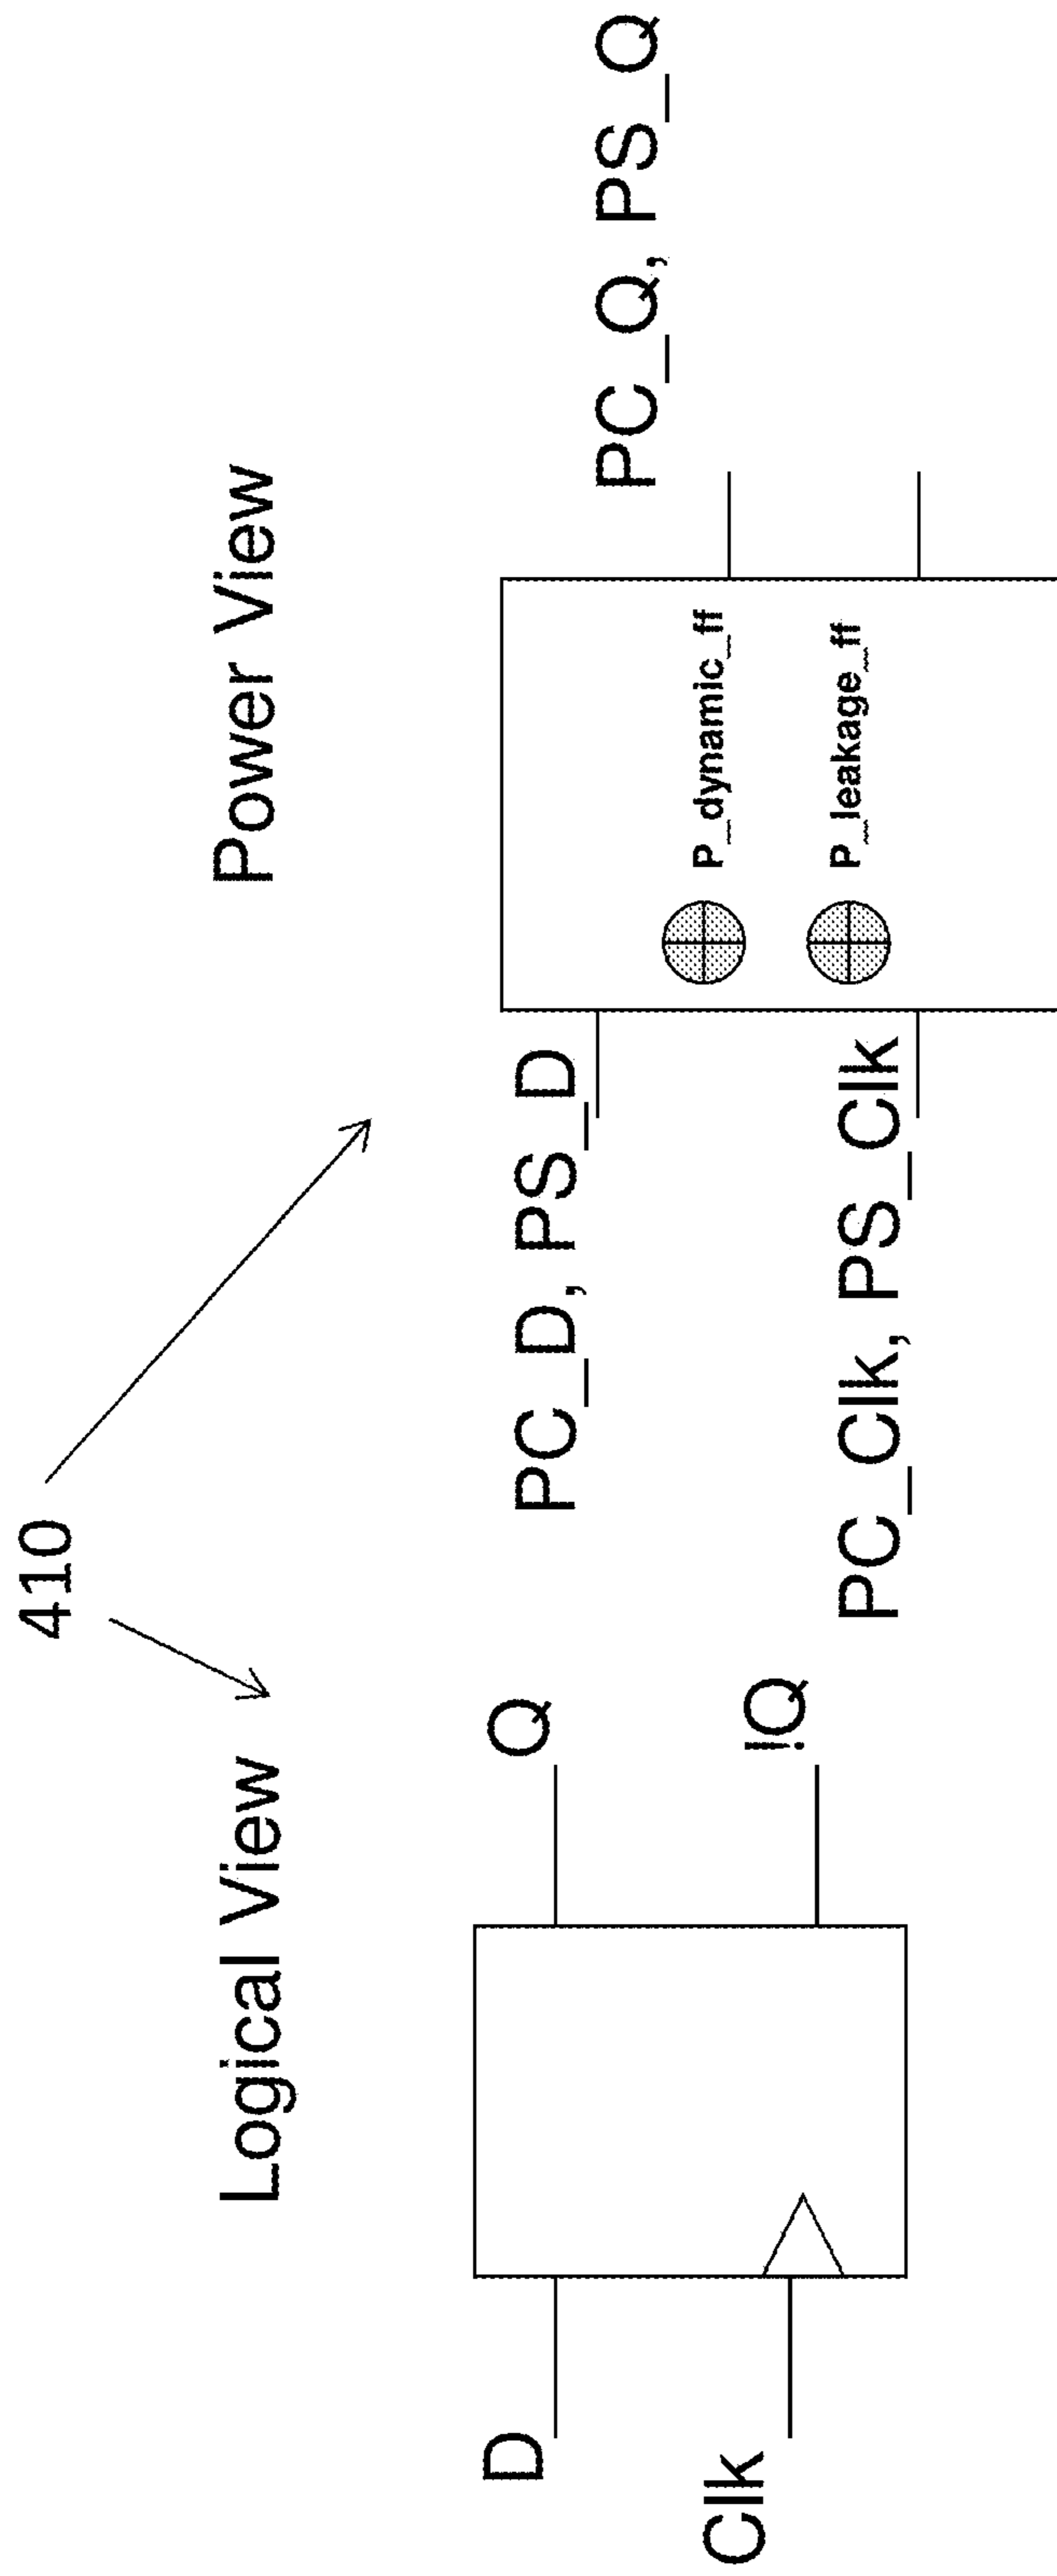 410
Logical View
Power View
D
Clk
Q
!Q
PC_D, PS_D
PC_Clk, PS_Clk
P_dynamic_ff
P_leakage_ff
PC_Q, PS_Q